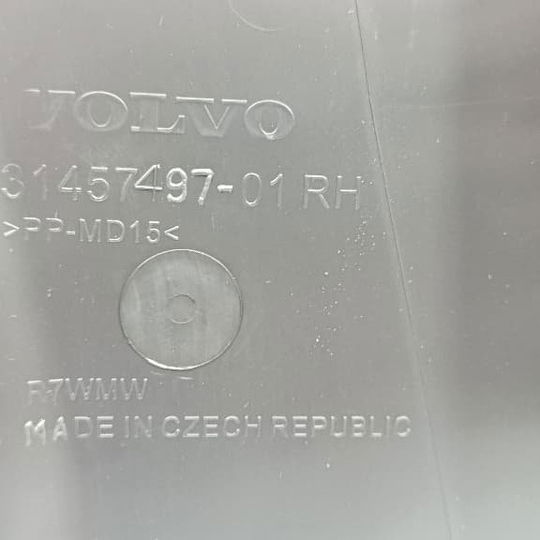 VOLVO
31457497-01 RH
>PP-MD15<
R7WMW
MADE IN CZECH REPUBLIC